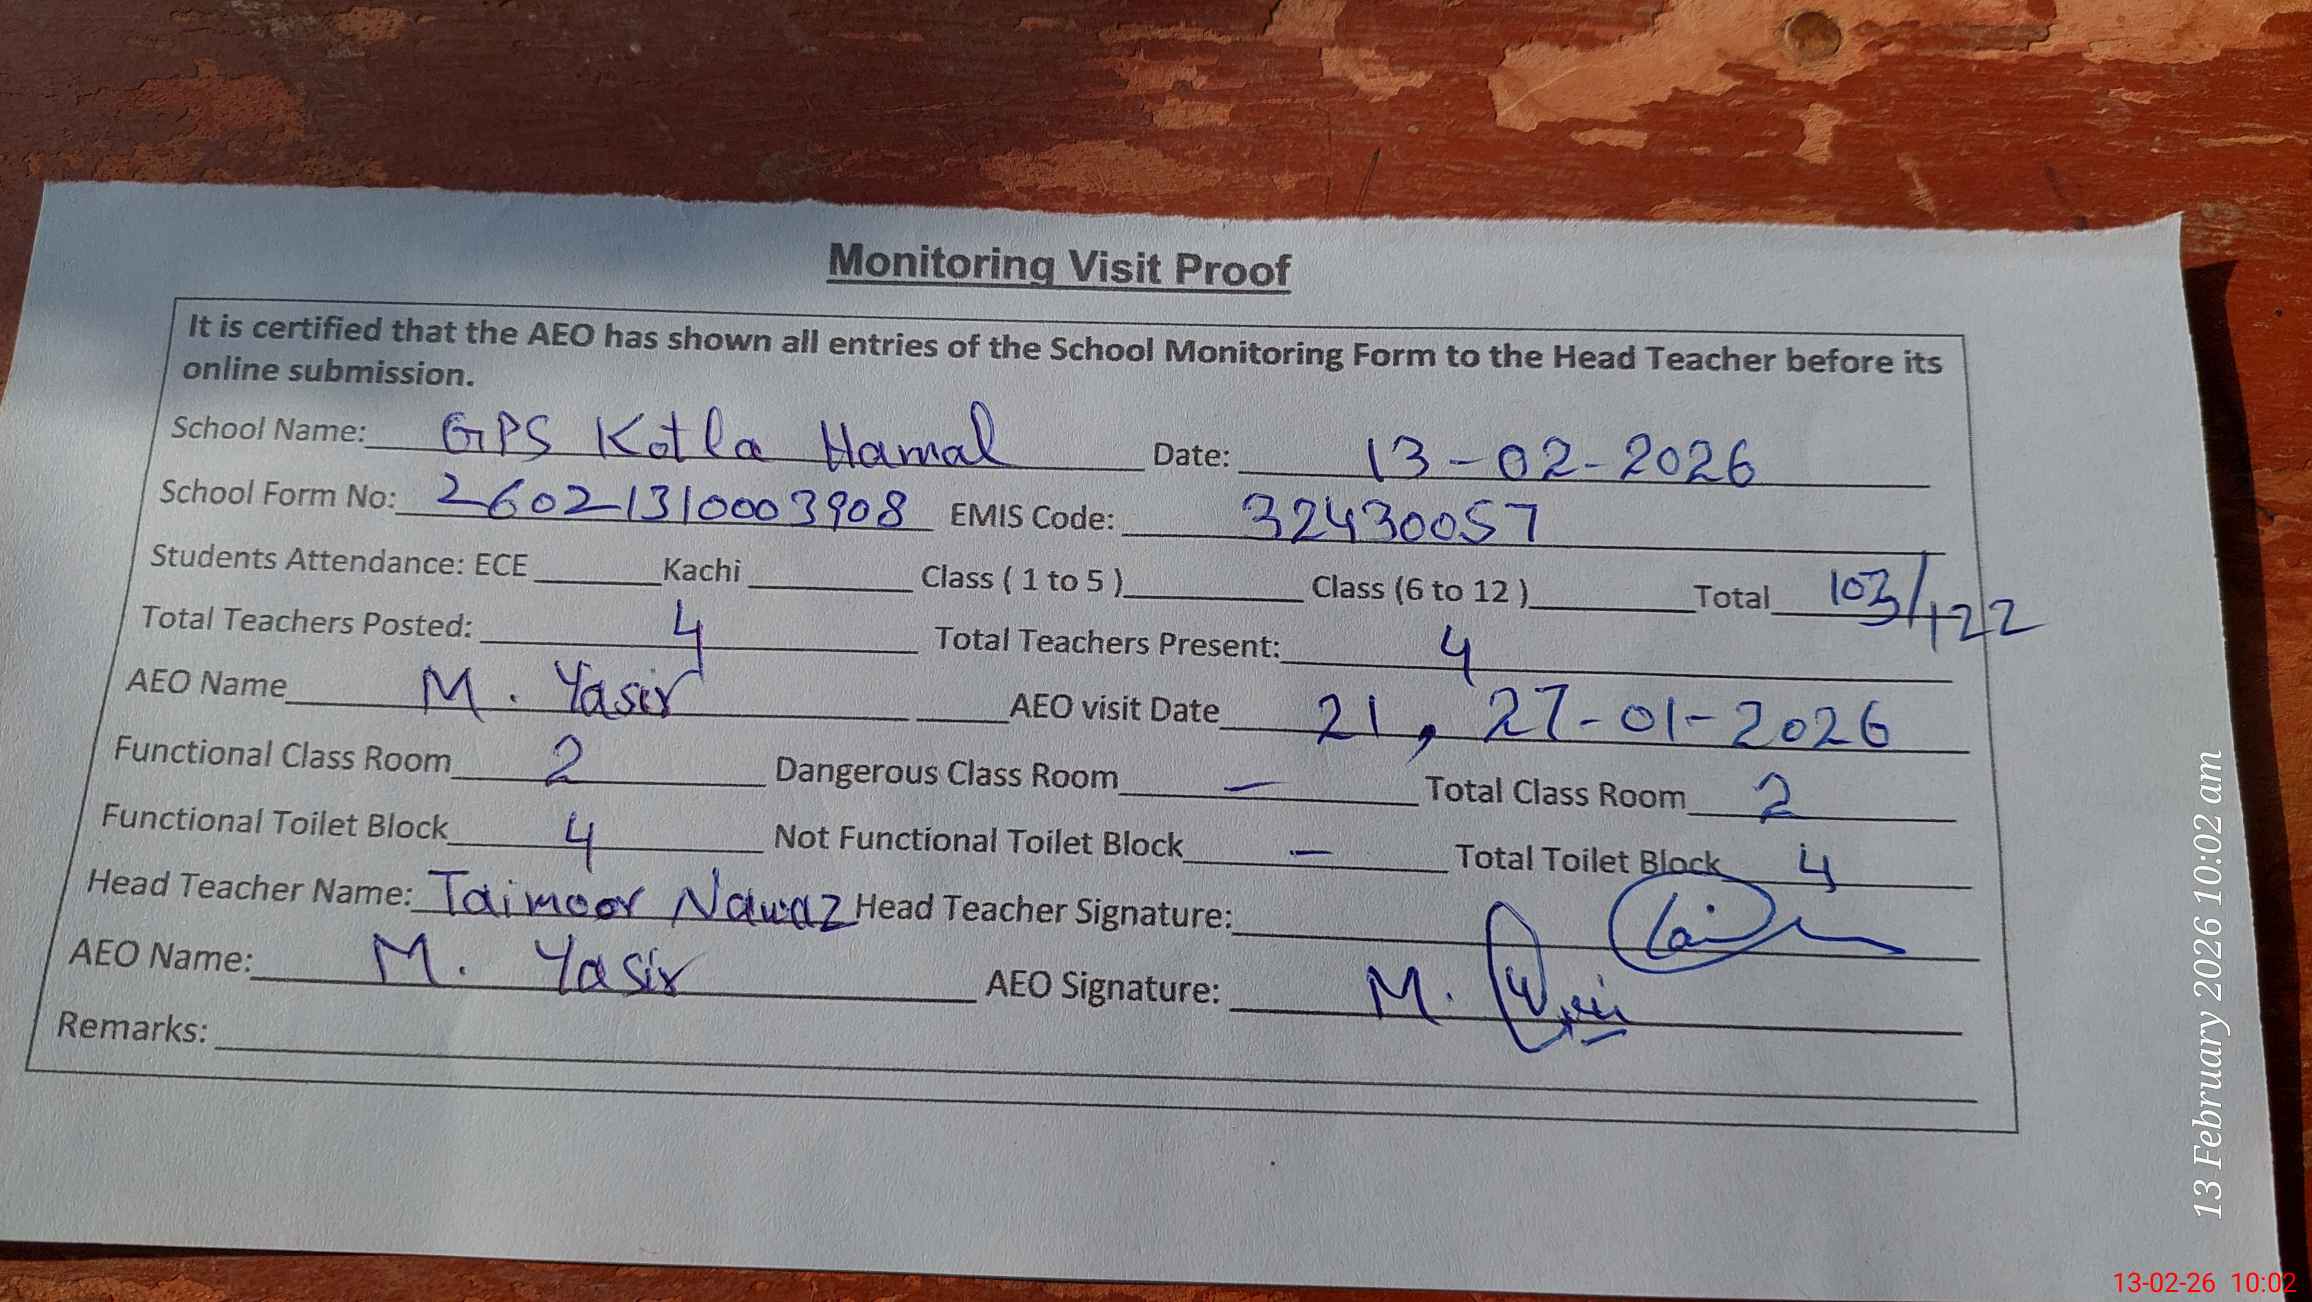 Monitoring Visit Proof
It is certified that the AEO has shown all entries of the School Monitoring Form to the Head Teacher before its
online submission.
School Name: GPS Kotla Hamal Date: 13-02-2026
School Form No: 26021310003908 EMIS Code: 32430057
Students Attendance: ECE Kachi Class ( 1 to 5 ) Class (6 to 12 ) Total 103/122
Total Teachers Posted: 4 Total Teachers Present: 4
AEO Name M. Yasir AEO visit Date 21, 27-01-2026
Functional Class Room 2 Dangerous Class Room — Total Class Room 2
Functional Toilet Block 4 Not Functional Toilet Block — Total Toilet Block 4
Head Teacher Name: Taimoor Nawaz Head Teacher Signature:
AEO Name: M. Yasir AEO Signature: M.
Remarks:
13 February 2026 10:02 am
13-02-26 10:02